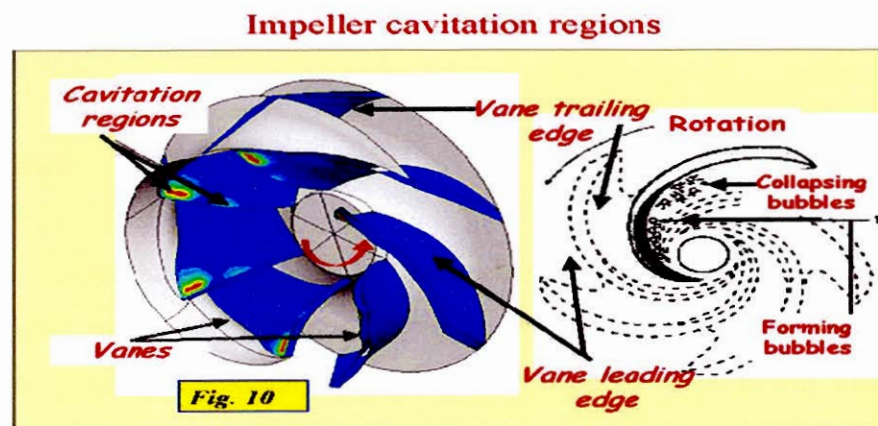 Impeller cavitation regions
Cavitation
regions
Vane trailing
edge
Rotation
Collapsing
bubbles
Forming
bubbles
Vanes
Vane leading
edge
Fig. 10